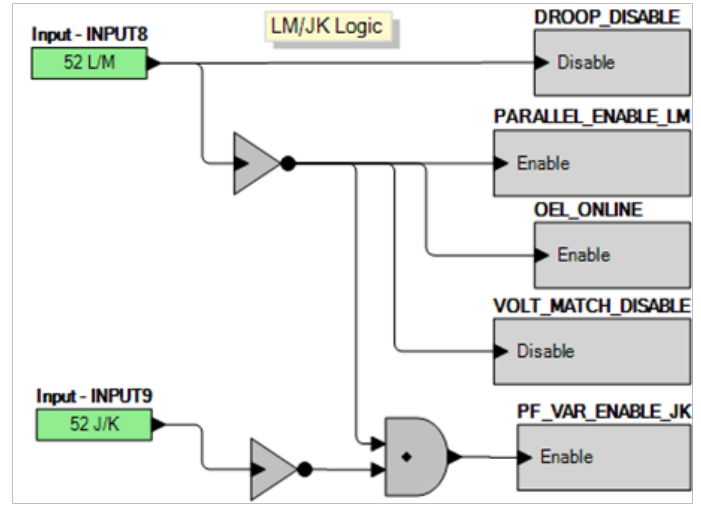 LM/JK Logic
Input - INPUT8
52 L/M
DROOP_DISABLE
Disable
PARALLEL_ENABLE_LM
Enable
OEL_ONLINE
Enable
VOLT_MATCH_DISABLE
Disable
Input - INPUT9
52 J/K
PF_VAR_ENABLE_JK
Enable